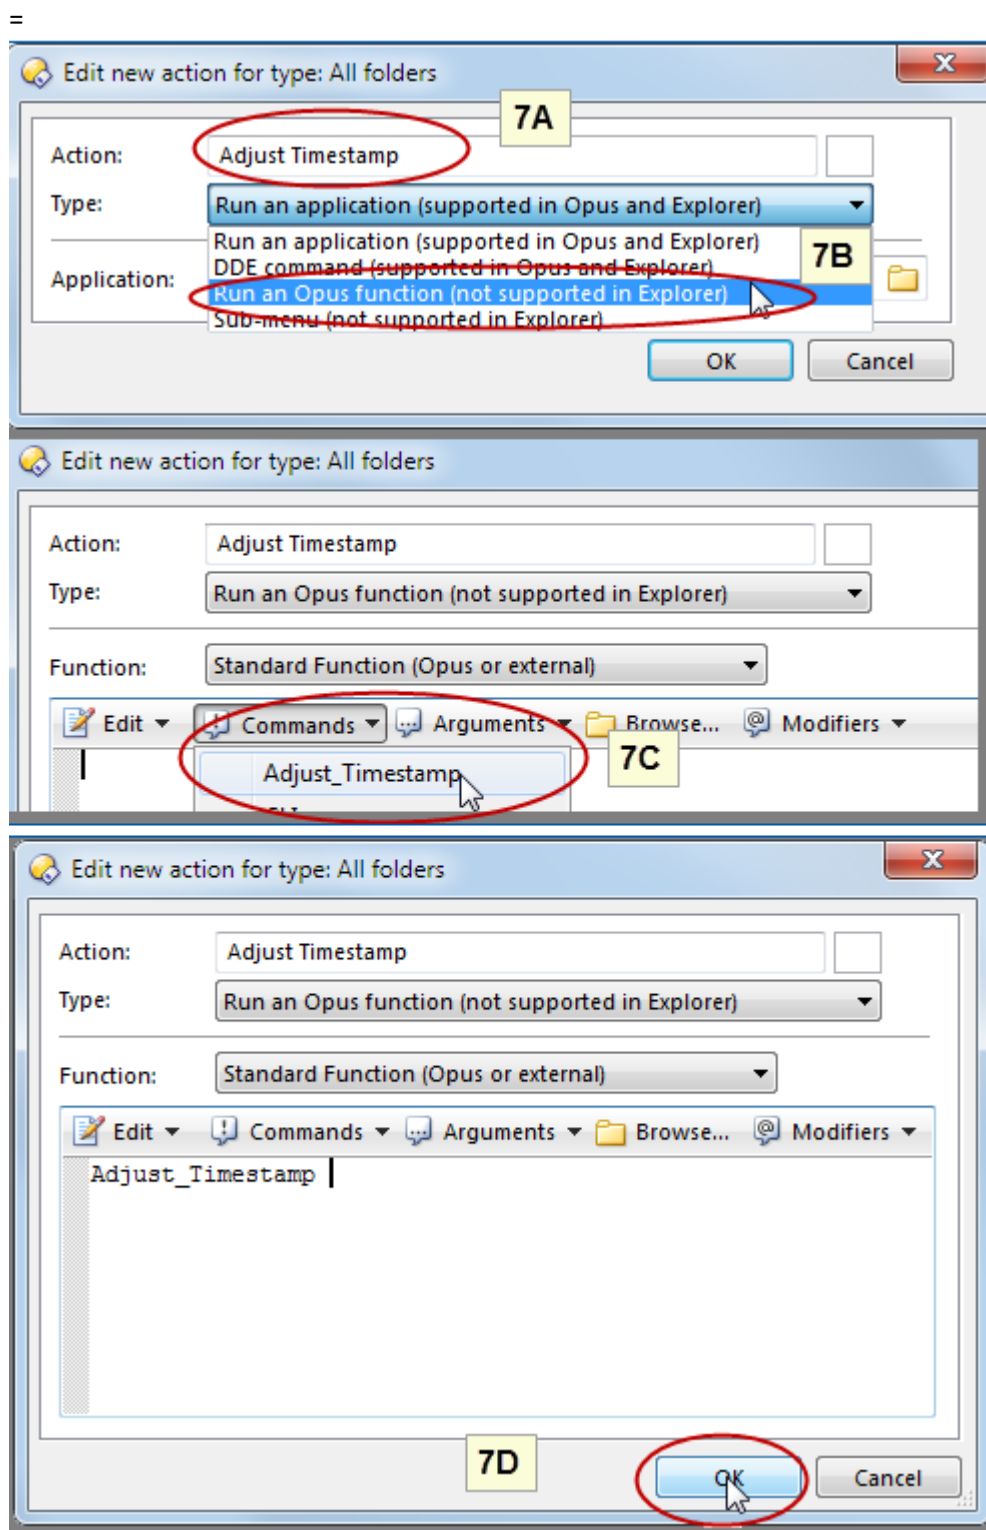 =
Edit new action for type: All folders
7A
Action: Adjust Timestamp
Type: Run an application (supported in Opus and Explorer)
Run an application (supported in Opus and Explorer)
7B
DDE command (supported in Opus and Explorer)
Application:
Run an Opus function (not supported in Explorer)
Sub-menu (not supported in Explorer)
OK Cancel
Edit new action for type: All folders
Action: Adjust Timestamp
Type: Run an Opus function (not supported in Explorer)
Function: Standard Function (Opus or external)
Edit Commands Arguments Browse... Modifiers
7C
Adjust_Timestamp
Edit new action for type: All folders
Action: Adjust Timestamp
Type: Run an Opus function (not supported in Explorer)
Function: Standard Function (Opus or external)
Edit Commands Arguments Browse... Modifiers
Adjust_Timestamp
7D
OK Cancel